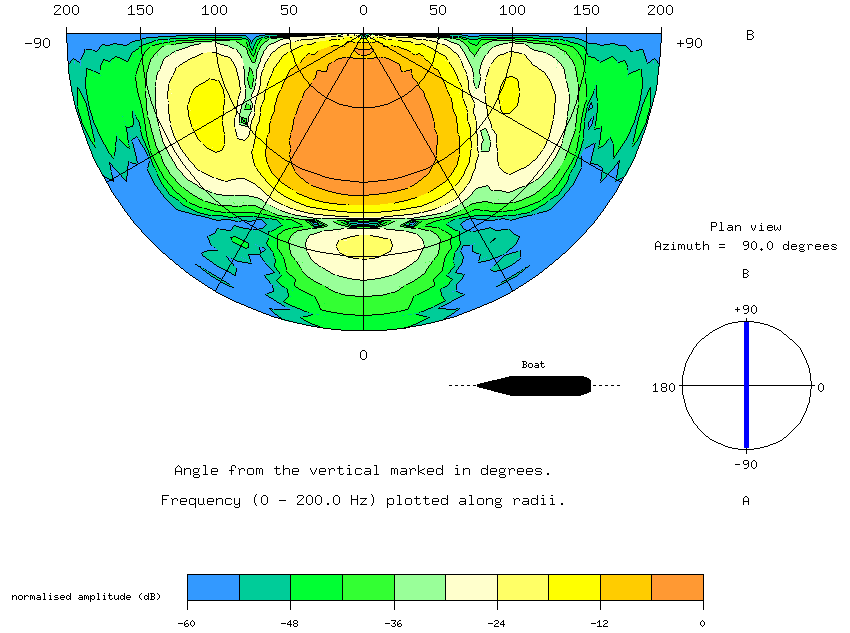 200 150 100 50 0 50 100 150 200
-90 +90 B
Plan view
Azimuth = 90.0 degrees
B
+90
0
Boat
180 0
-90
Angle from the vertical marked in degrees.
Frequency (0 - 200.0 Hz) plotted along radii. A
normalised amplitude (dB)
-60 -48 -36 -24 -12 0